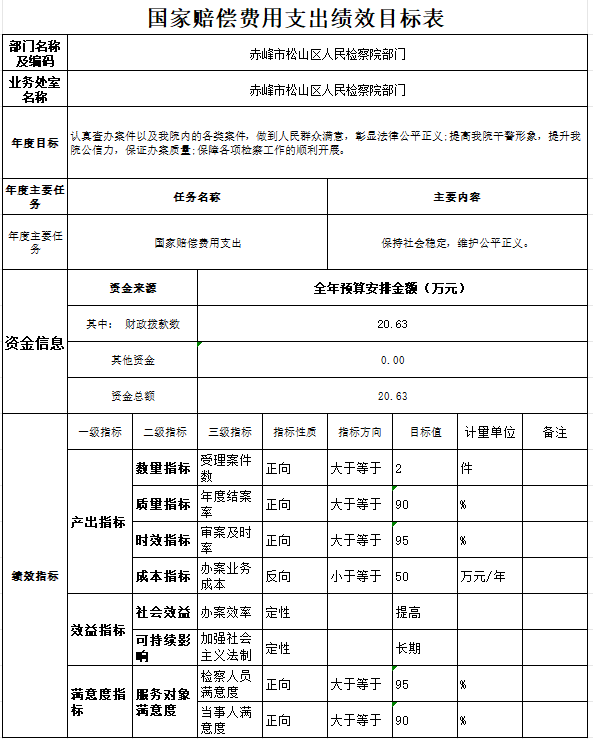 国家赔偿费用支出绩效目标表
部门名称
及编码
赤峰市松山区人民检察院部门
业务处室
名称
赤峰市松山区人民检察院部门
年度目标
认真查办案件以及我院内的各类案件，做到人民群众满意，彰显法律公平正义;提高我院干警形象，提升我
院公信力，保证办案质量;保障各项检察工作的顺利开展。
年度主要任
务
任务名称
主要内容
年度主要任
务
国家赔偿费用支出
保持社会稳定，维护公平正义。
资金信息
资金来源
全年预算安排金额（万元）
其中： 财政拨款数
20.63
其他资金
0.00
资金总额
20.63
绩效指标
一级指标
二级指标
三级指标
指标性质
指标方向
目标值
计量单位
备注
产出指标
数量指标
受理案件
数
正向
大于等于
2
件
质量指标
年度结案
率
正向
大于等于
90
%
时效指标
审案及时
率
正向
大于等于
95
%
成本指标
办案业务
成本
反向
小于等于
50
万元/年
效益指标
社会效益
办案效率
定性
提高
可持续影
响
加强社会
主义法制
定性
长期
满意度指
标
服务对象
满意度
检察人员
满意度
正向
大于等于
95
%
当事人满
意度
正向
大于等于
90
%